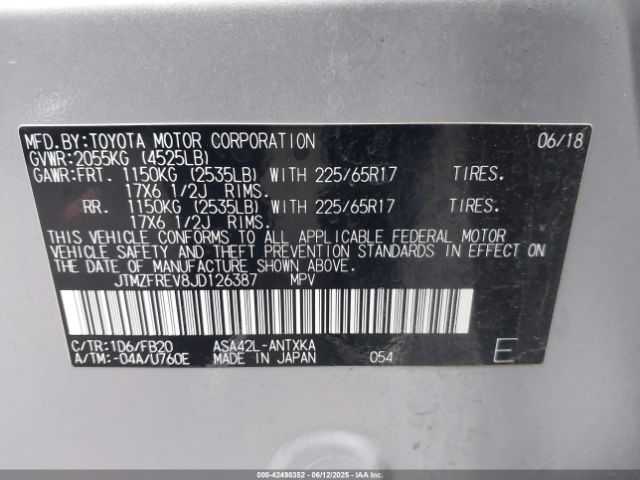 MFD.BY:TOYOTA MOTOR CORPORATION 06/18
GVWR:2055KG (4525LB)
GAWR:FRT. 1150KG (2535LB) WITH 225/65R17 TIRES.
17X6 1/2J RIMS.
RR. 1150KG (2535LB) WITH 225/65R17 TIRES.
17X6 1/2J RIMS.
THIS VEHICLE CONFORMS TO ALL APPLICABLE FEDERAL MOTOR
VEHICLE SAFETY AND THEFT PREVENTION STANDARDS IN EFFECT ON
THE DATE OF MANUFACTURE SHOWN ABOVE.
JTMZFREV8JD126387 MPV
C/TR:1D6/FB20 ASA42L-ANTXKA
A/TM:-04A/U760E MADE IN JAPAN 054 E
000-42498352 - 06/12/2025 - IAAI Parts